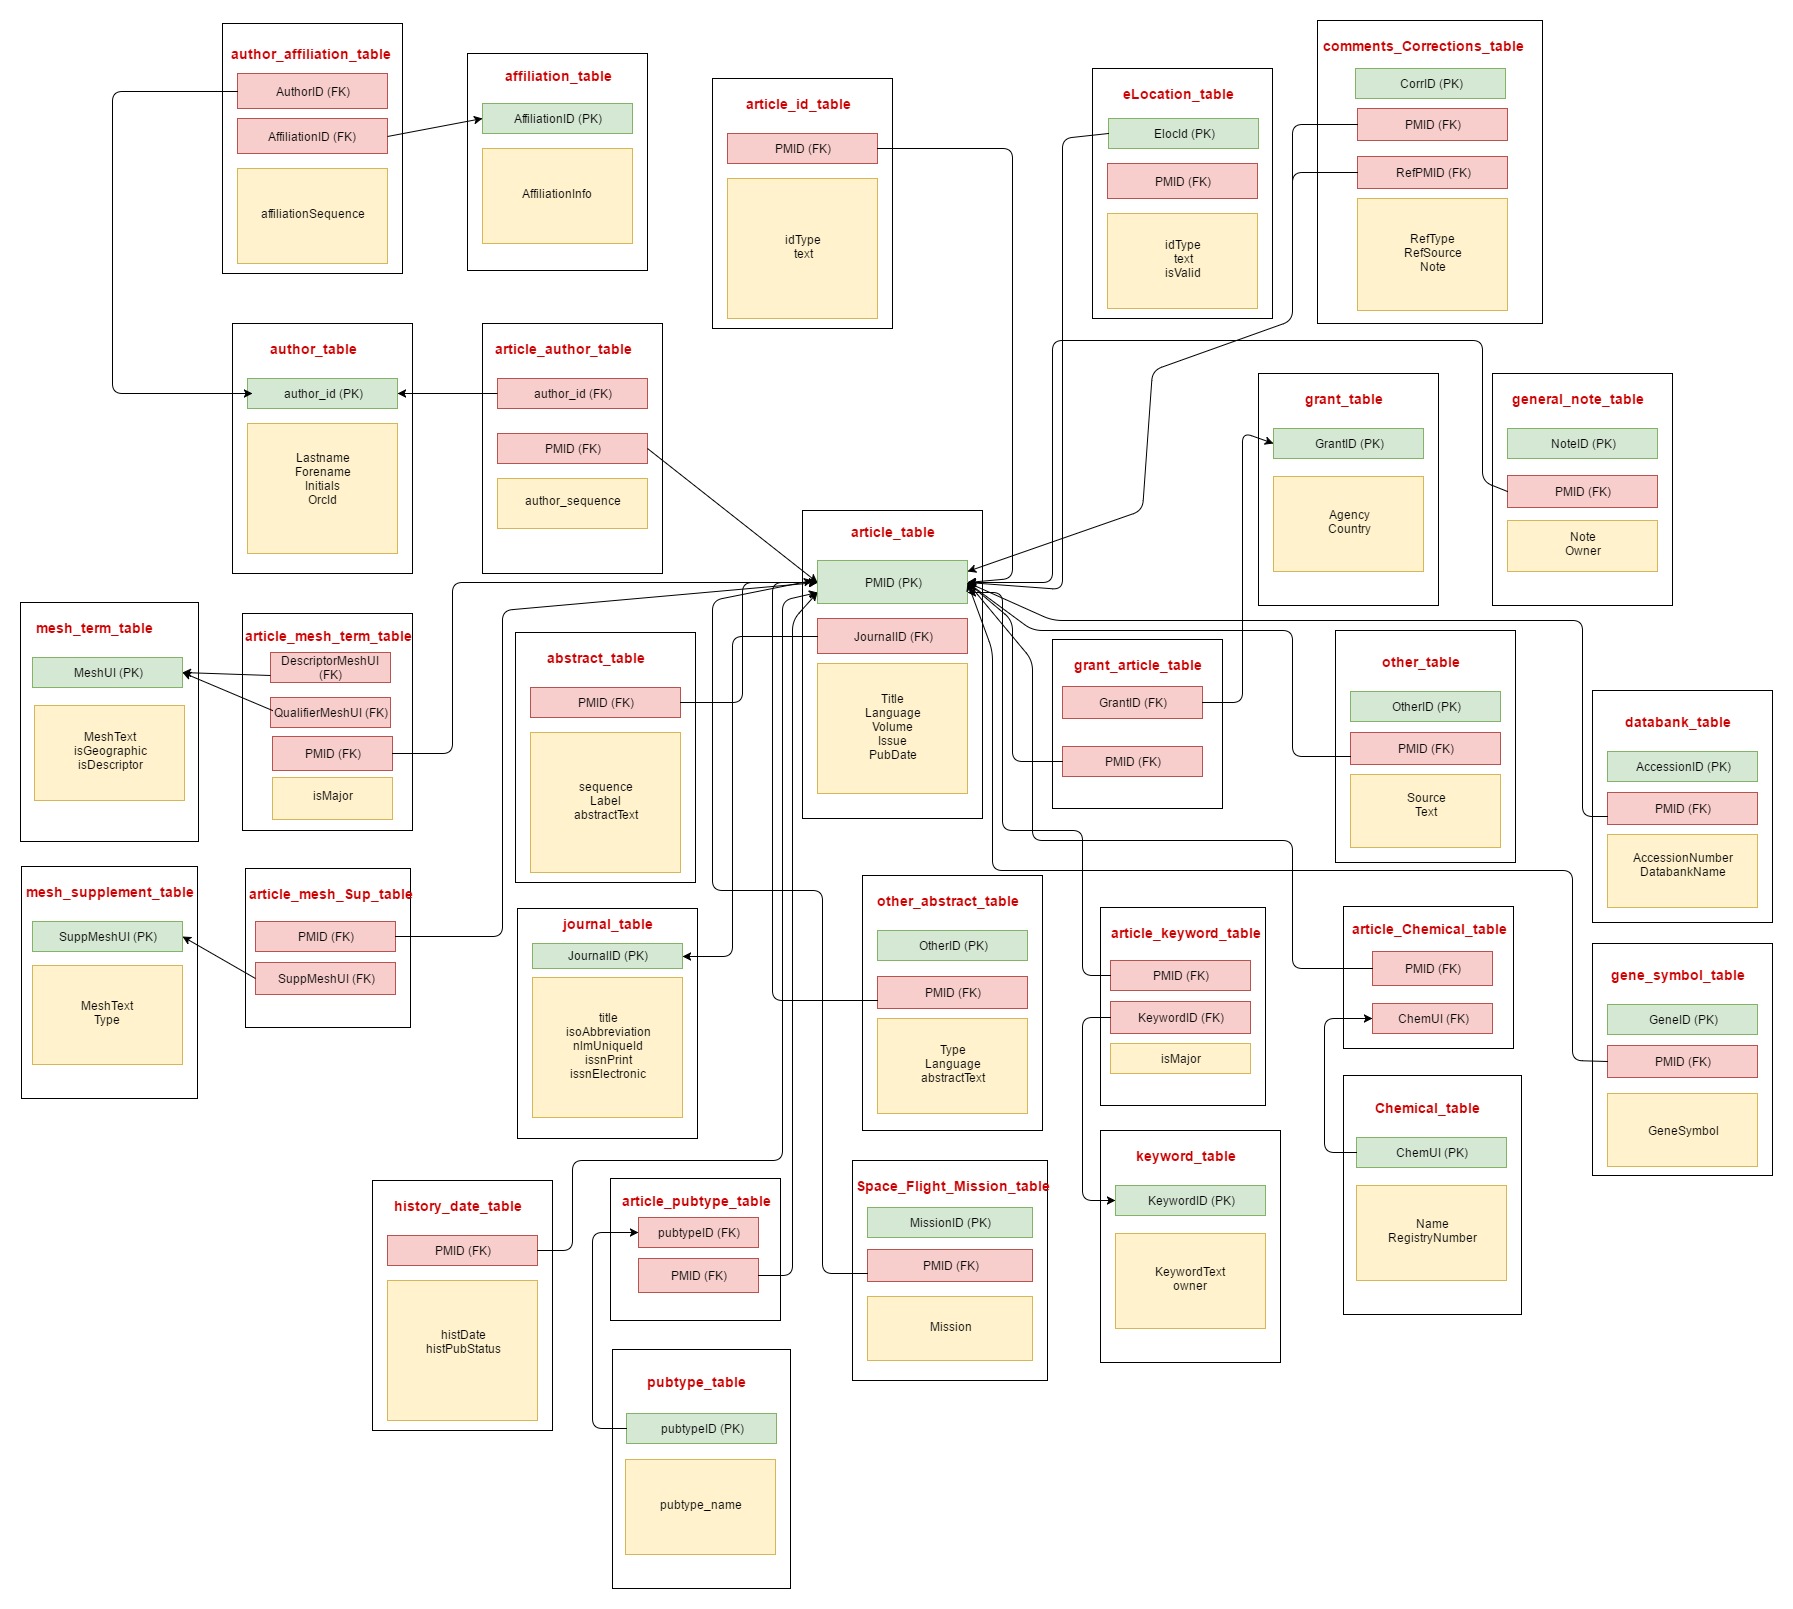 author_affiliation_table
AuthorID (FK)
AffiliationID (FK)
affiliationSequence
affiliation_table
AffiliationID (PK)
AffiliationInfo
article_id_table
PMID (FK)
idType
text
eLocation_table
ElocId (PK)
PMID (FK)
idType
text
isValid
comments_Corrections_table
CorrID (PK)
PMID (FK)
RefPMID (FK)
RefType
RefSource
Note
author_table
author_id (PK)
Lastname
Forename
Initials
OrcId
article_author_table
author_id (FK)
PMID (FK)
author_sequence
grant_table
GrantID (PK)
Agency
Country
general_note_table
NoteID (PK)
PMID (FK)
Note
Owner
article_table
PMID (PK)
JournalID (FK)
Title
Language
Volume
Issue
PubDate
mesh_term_table
MeshUI (PK)
MeshText
isGeographic
isDescriptor
article_mesh_term_table
DescriptorMeshUI
(FK)
QualifierMeshUI (FK)
PMID (FK)
isMajor
abstract_table
PMID (FK)
sequence
Label
abstractText
grant_article_table
GrantID (FK)
PMID (FK)
other_table
OtherID (PK)
PMID (FK)
Source
Text
databank_table
AccessionID (PK)
PMID (FK)
AccessionNumber
DatabankName
mesh_supplement_table
SuppMeshUI (PK)
MeshText
Type
article_mesh_Sup_table
PMID (FK)
SuppMeshUI (FK)
journal_table
JournalID (PK)
title
isoAbbreviation
nlmUniqueId
issnPrint
issnElectronic
other_abstract_table
OtherID (PK)
PMID (FK)
Type
Language
abstractText
article_keyword_table
PMID (FK)
KeywordID (FK)
isMajor
article_Chemical_table
PMID (FK)
ChemUI (FK)
gene_symbol_table
GeneID (PK)
PMID (FK)
GeneSymbol
Chemical_table
ChemUI (PK)
Name
RegistryNumber
keyword_table
KeywordID (PK)
KeywordText
owner
history_date_table
PMID (FK)
histDate
histPubStatus
article_pubtype_table
pubtypeID (FK)
PMID (FK)
Space_Flight_Mission_table
MissionID (PK)
PMID (FK)
Mission
pubtype_table
pubtypeID (PK)
pubtype_name